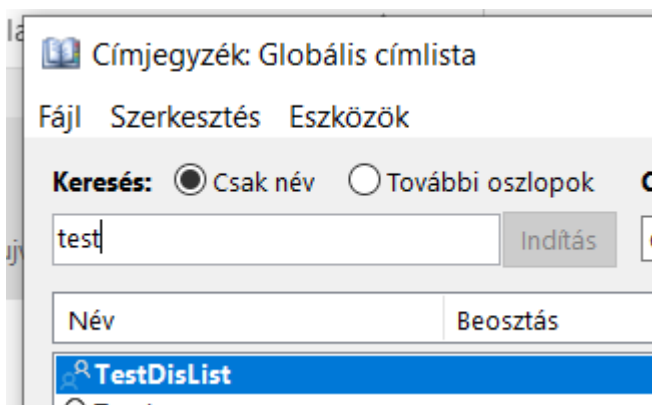 Címjegyzék: Globális címlista
Fájl Szerkesztés Eszközök
Keresés: Csak név További oszlopok
test Indítás
Név Beosztás
TestDisList